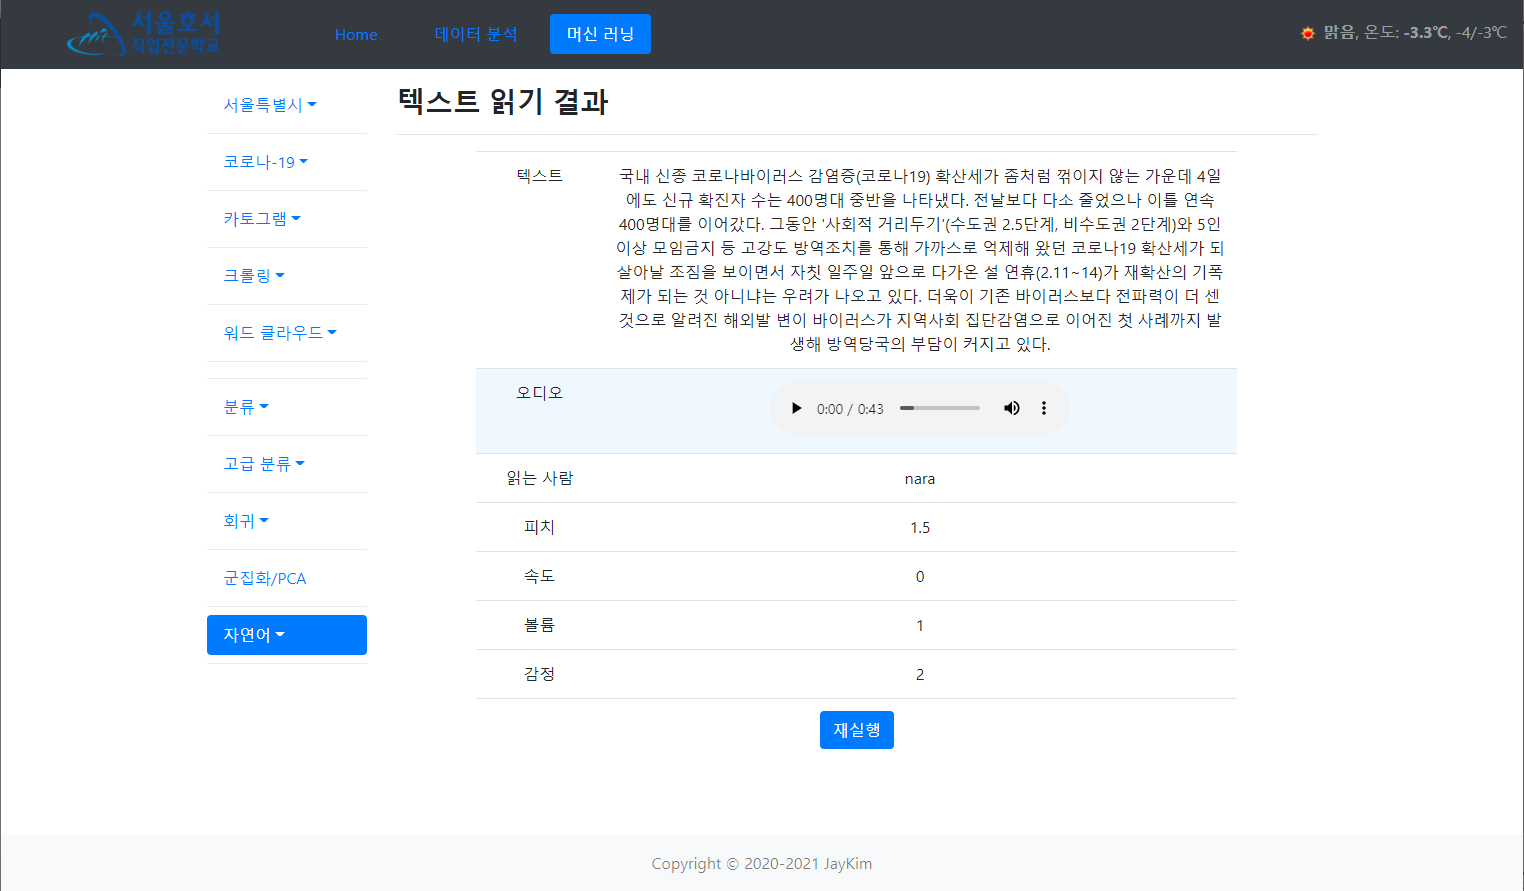 서울호서
직업전문학교
Home
데이터 분석
머신 러닝
맑음, 온도: -3.3℃, -4/-3℃
서울특별시
코로나-19
카토그램
크롤링
워드 클라우드
분류
고급 분류
회귀
군집화/PCA
자연어
텍스트 읽기 결과
텍스트
국내 신종 코로나바이러스 감염증(코로나19) 확산세가 좀처럼 꺾이지 않는 가운데 4일
에도 신규 확진자 수는 400명대 중반을 나타냈다. 전날보다 다소 줄었으나 이틀 연속
400명대를 이어갔다. 그동안 '사회적 거리두기'(수도권 2.5단계, 비수도권 2단계)와 5인
이상 모임금지 등 고강도 방역조치를 통해 가까스로 억제해 왔던 코로나19 확산세가 되
살아날 조짐을 보이면서 자칫 일주일 앞으로 다가온 설 연휴(2.11~14)가 재확산의 기폭
제가 되는 것 아니냐는 우려가 나오고 있다. 더욱이 기존 바이러스보다 전파력이 더 센
것으로 알려진 해외발 변이 바이러스가 지역사회 집단감염으로 이어진 첫 사례까지 발
생해 방역당국의 부담이 커지고 있다.
오디오
0:00 / 0:43
읽는 사람
nara
피치
1.5
속도
0
볼륨
1
감정
2
재실행
Copyright © 2020-2021 JayKim